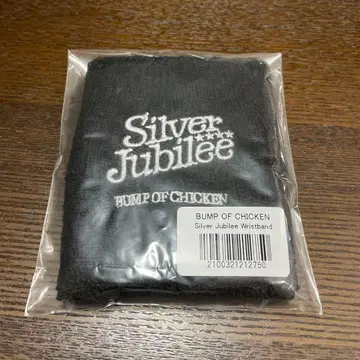 Silver
Jubilee
BUMP OF CHICKEN
BUMP OF CHICKEN
Silver Jubilee Wristband
2100321212750